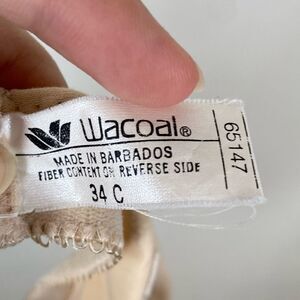 Wacoal®
MADE IN BARBADOS
FIBER CONTENT ON REVERSE SIDE
34 C
65147